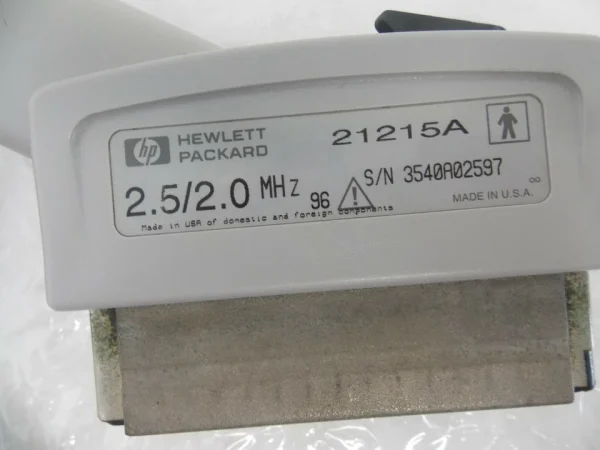 hp HEWLETT PACKARD 21215A
2.5/2.0 MHz 96 S/N 3540A02597
MADE IN U.S.A. ∞
Made in USA of domestic and foreign components